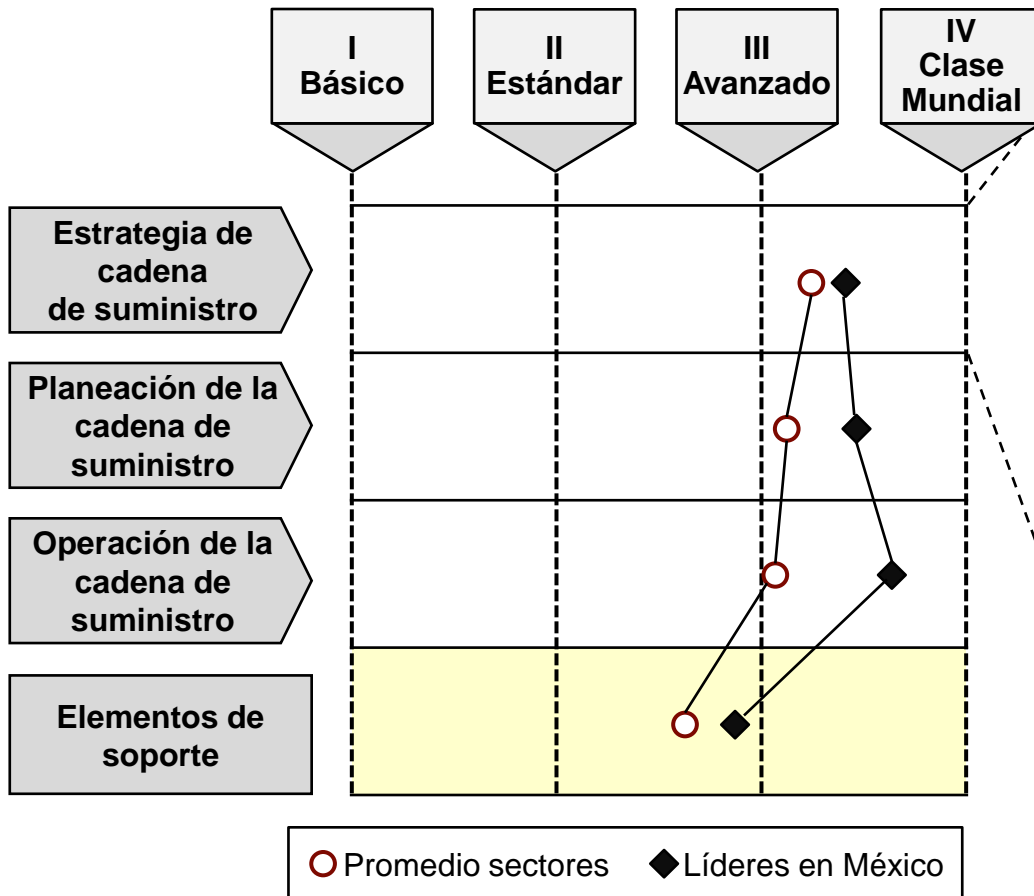 I
Básico
II
Estándar
III
Avanzado
IV
Clase
Mundial
Estrategia de
cadena
de suministro
Planeación de la
cadena de
suministro
Operación de la
cadena de
suministro
Elementos de
soporte
Promedio sectores
Líderes en México